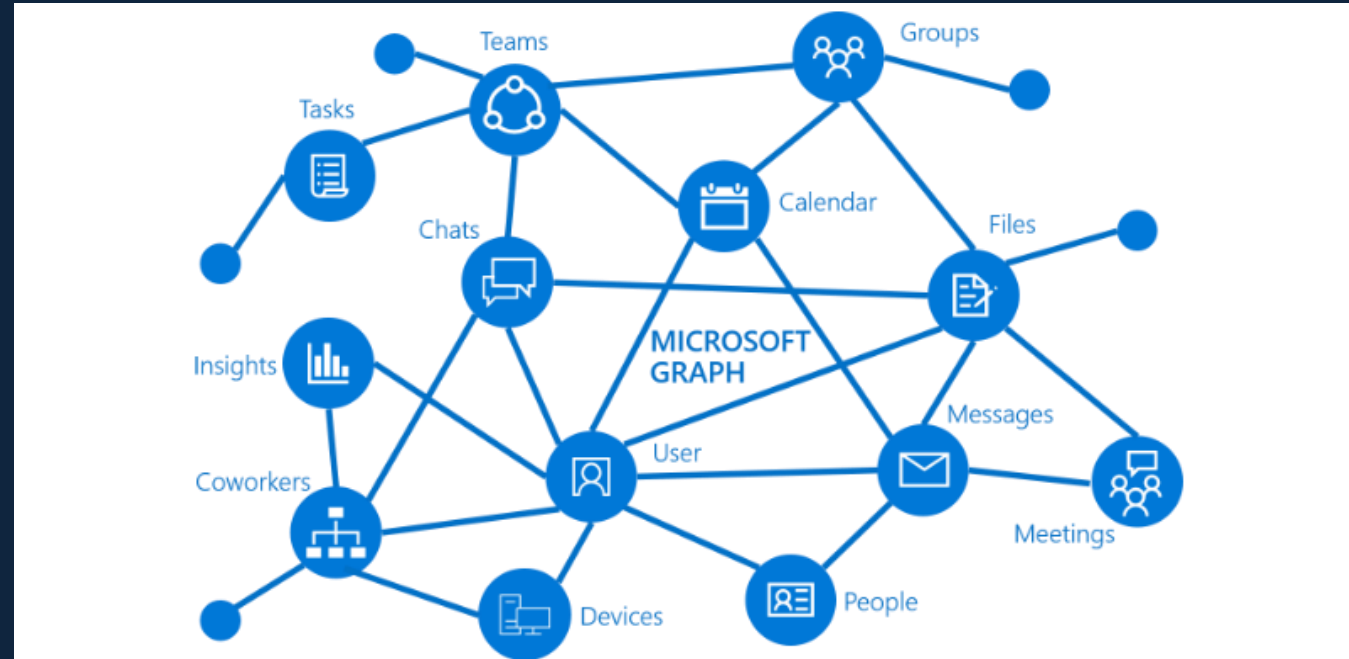 Groups
Teams
Tasks
Calendar
Files
Chats
MICROSOFT
GRAPH
Insights
Messages
User
Coworkers
Meetings
People
Devices